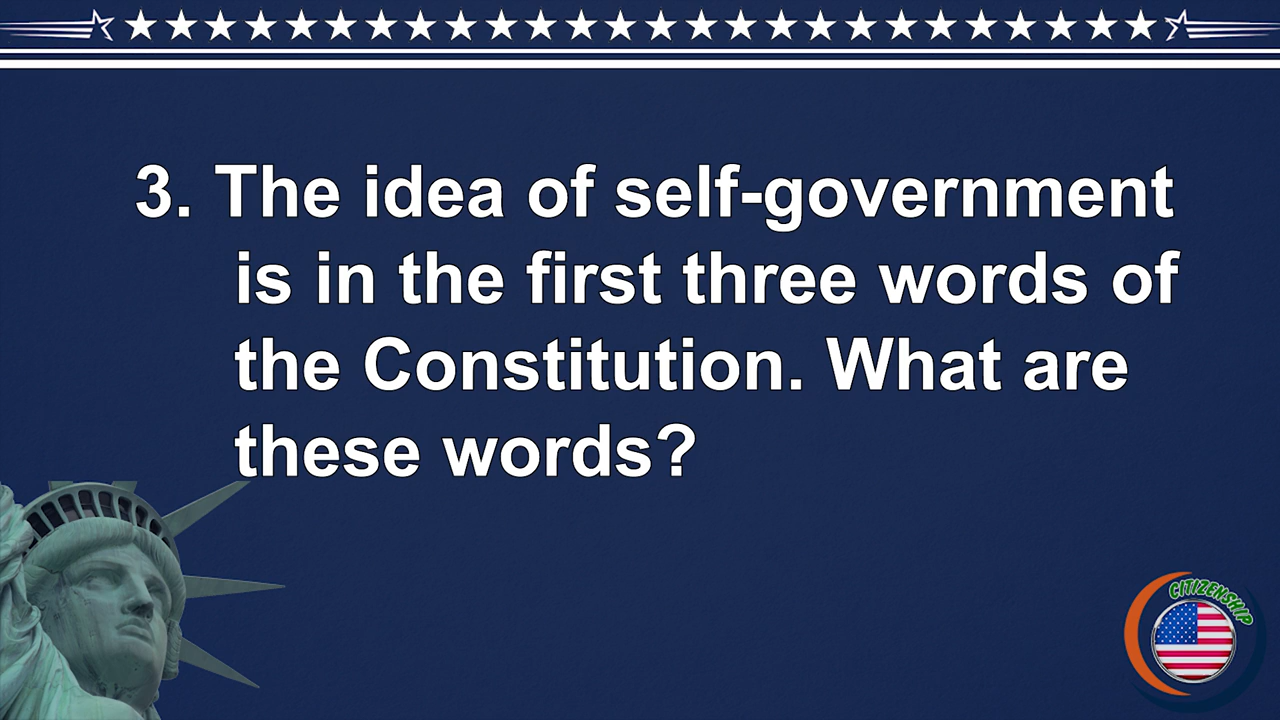 3. The idea of self-government
is in the first three words of
the Constitution. What are
these words?
CITIZENSHIP